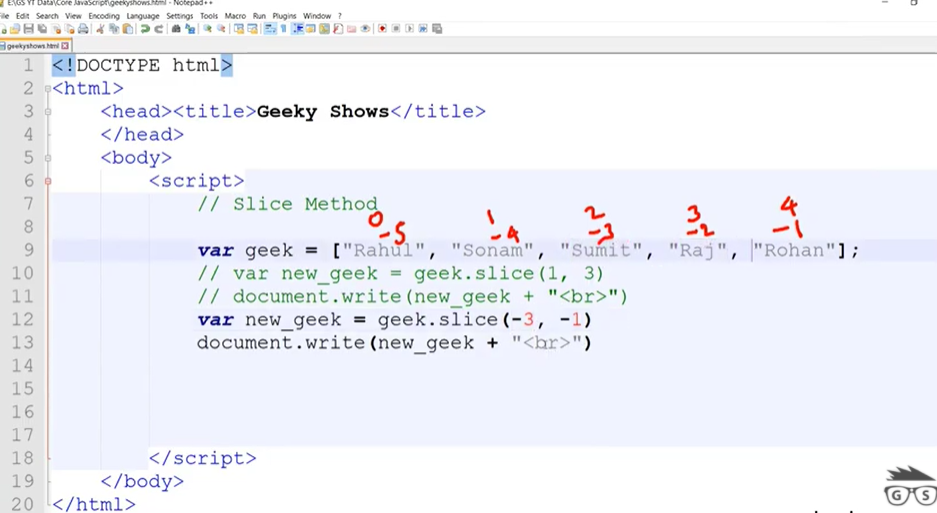 E:\GS YT Data\Core JavaScript\geekyshows.html - Notepad++
File Edit Search View Encoding Language Settings Tools Macro Run Plugins Window ?
geekyshows.html
1 <!DOCTYPE html>
2 <html>
3 <head><title>Geeky Shows</title>
4 </head>
5 <body>
6 <script>
7 // Slice Method
0 1 2 3 4
8
-5 -4 -3 -2 -1
9 var geek = ["Rahul", "Sonam", "Sumit", "Raj", "Rohan"];
10 // var new_geek = geek.slice(1, 3)
11 // document.write(new_geek + "<br>")
12 var new_geek = geek.slice(-3, -1)
13 document.write(new_geek + "<br>")
14
15
16
17
18 </script>
19 </body>
20 </html>
G S